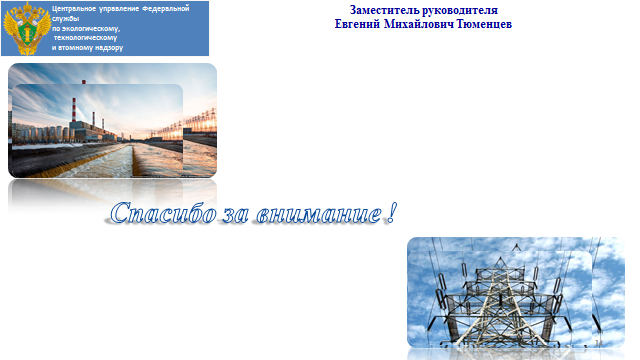 Центральное управление Федеральной
службы
по экологическому,
технологическому
и атомному надзору
Заместитель руководителя
Евгений Михайлович Тюменцев
Спасибо за внимание !